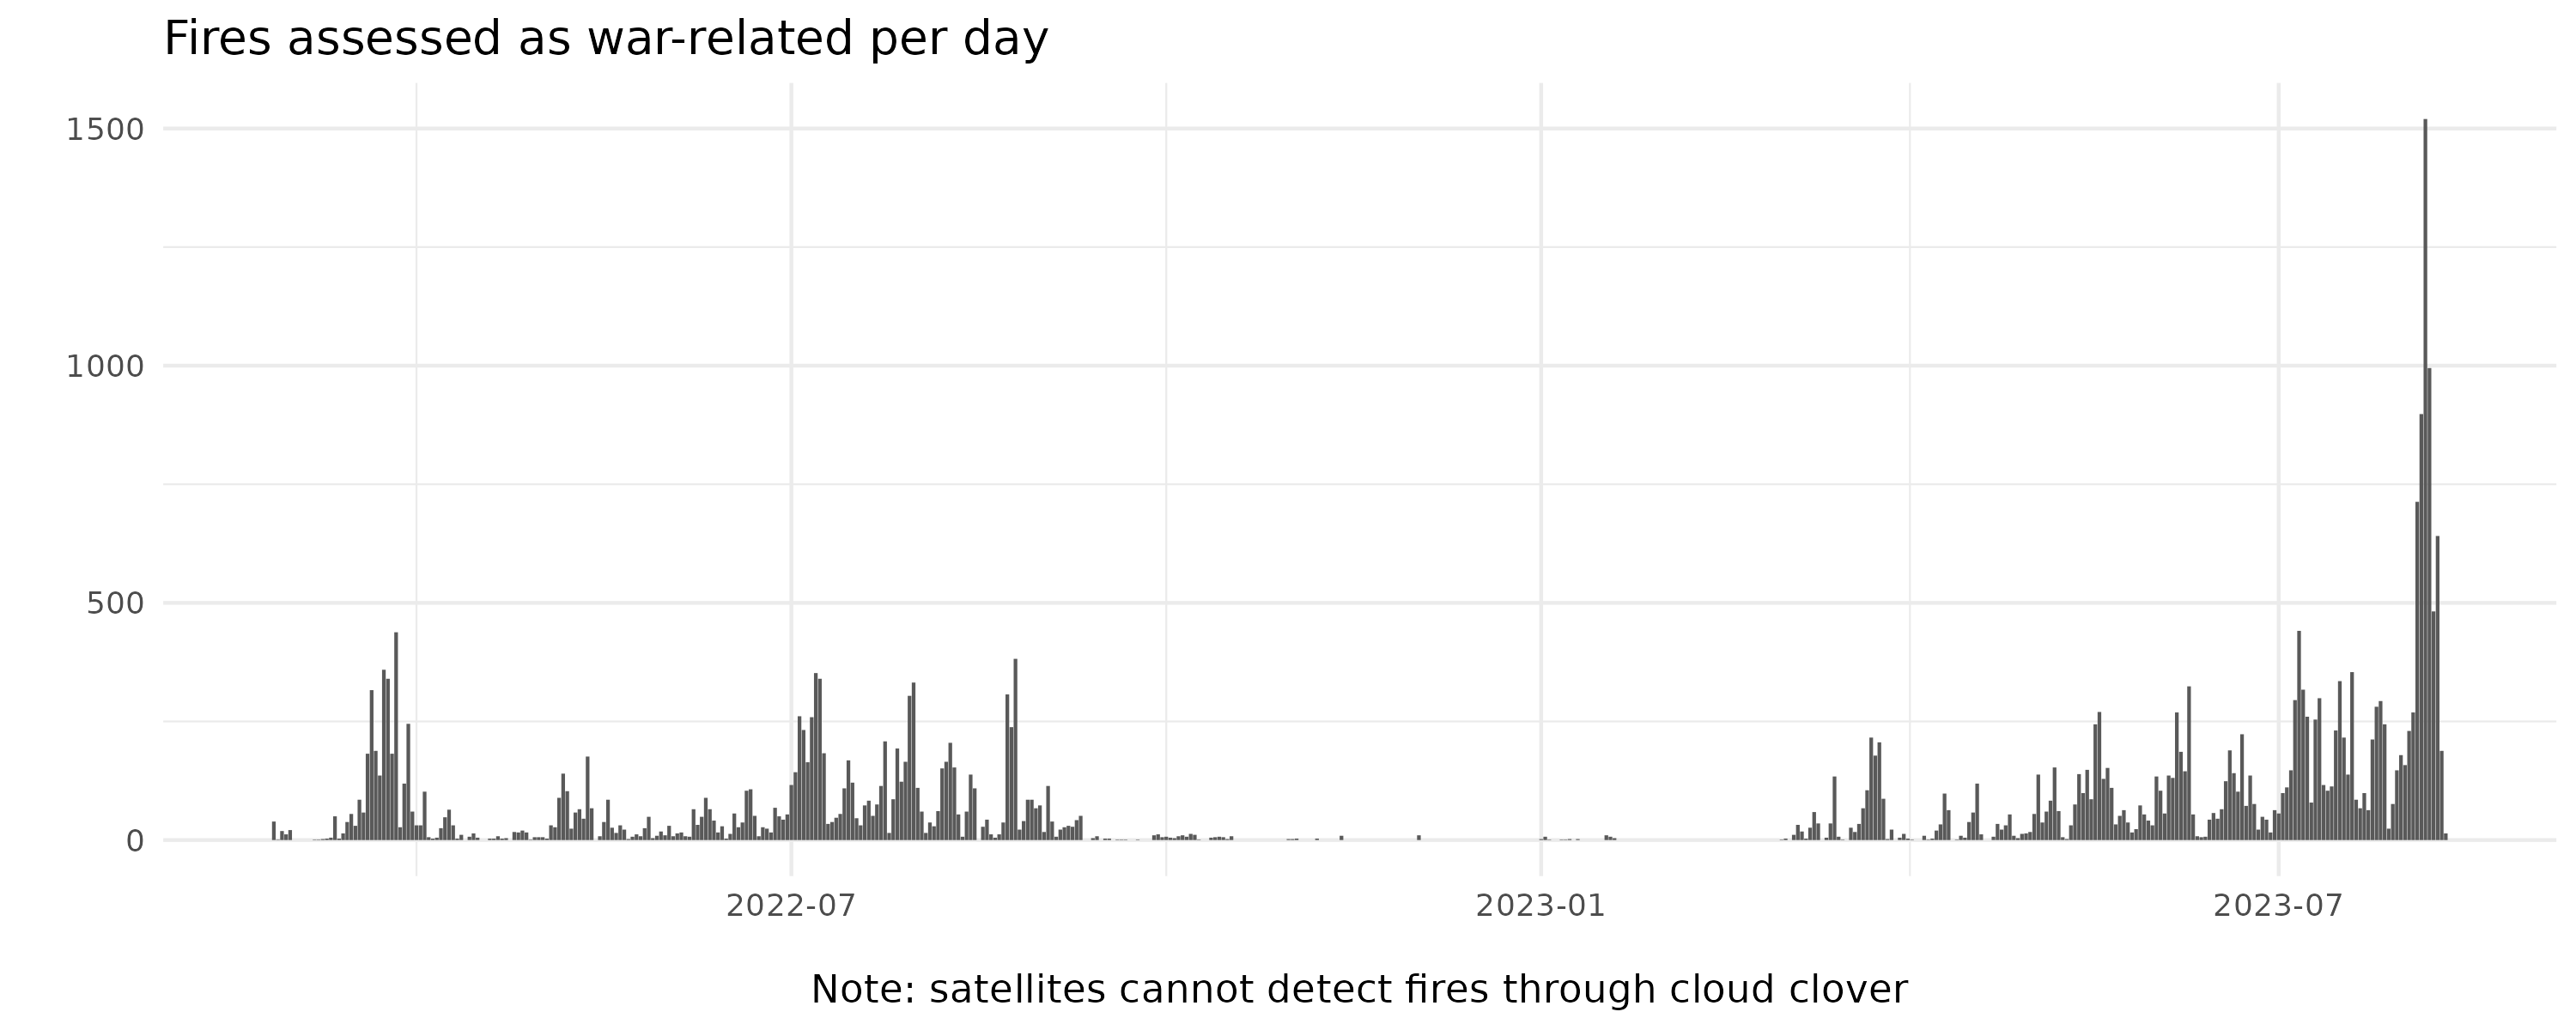 Fires assessed as war-related per day
1500
1000
500
0
2022-07 2023-01 2023-07
Note: satellites cannot detect fires through cloud clover